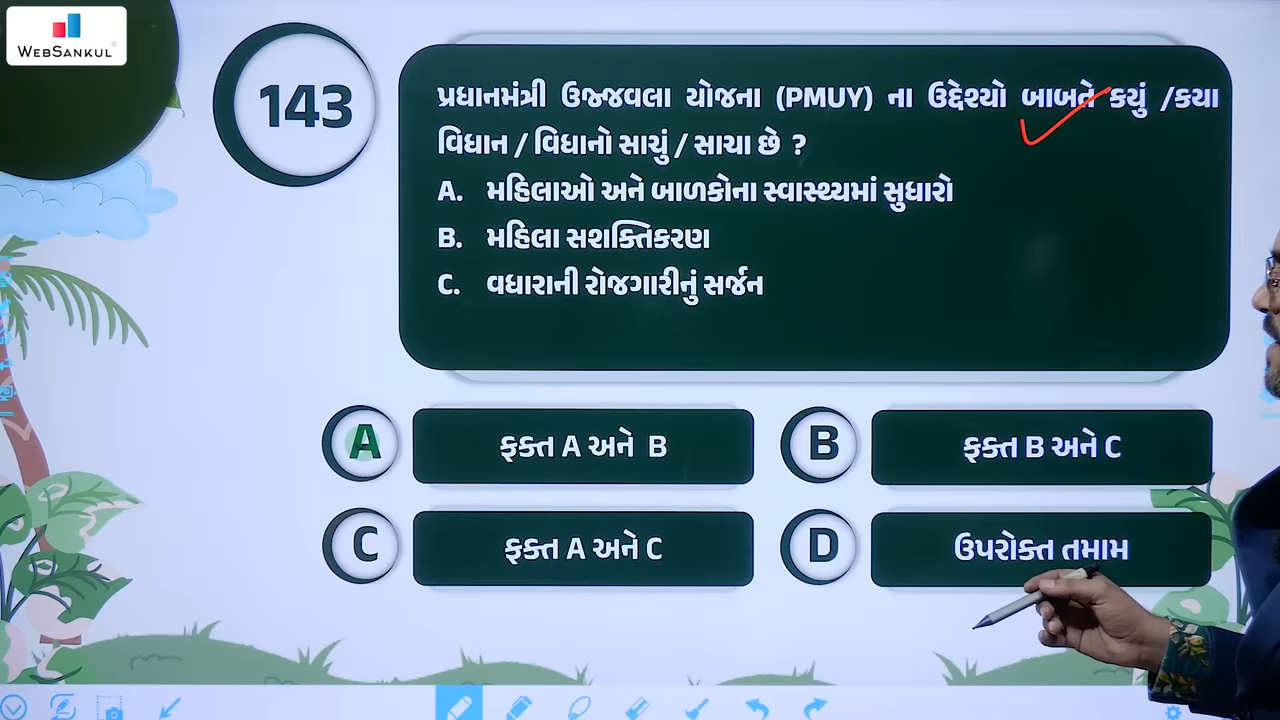 WEBSANKUL
143
પ્રધાનમંત્રી ઉજ્જવલા યોજના (PMUY) ના ઉદ્દેશ્યો બાબતે કયું /કયા
વિધાન / વિધાનો સાચું / સાચા છે ?
A. મહિલાઓ અને બાળકોના સ્વાસ્થ્યમાં સુધારો
B. મહિલા સશક્તિકરણ
C. વધારાની રોજગારીનું સર્જન
A ફક્ત A અને B
B ફક્ત B અને C
C ફક્ત A અને C
D ઉપરોક્ત તમામ